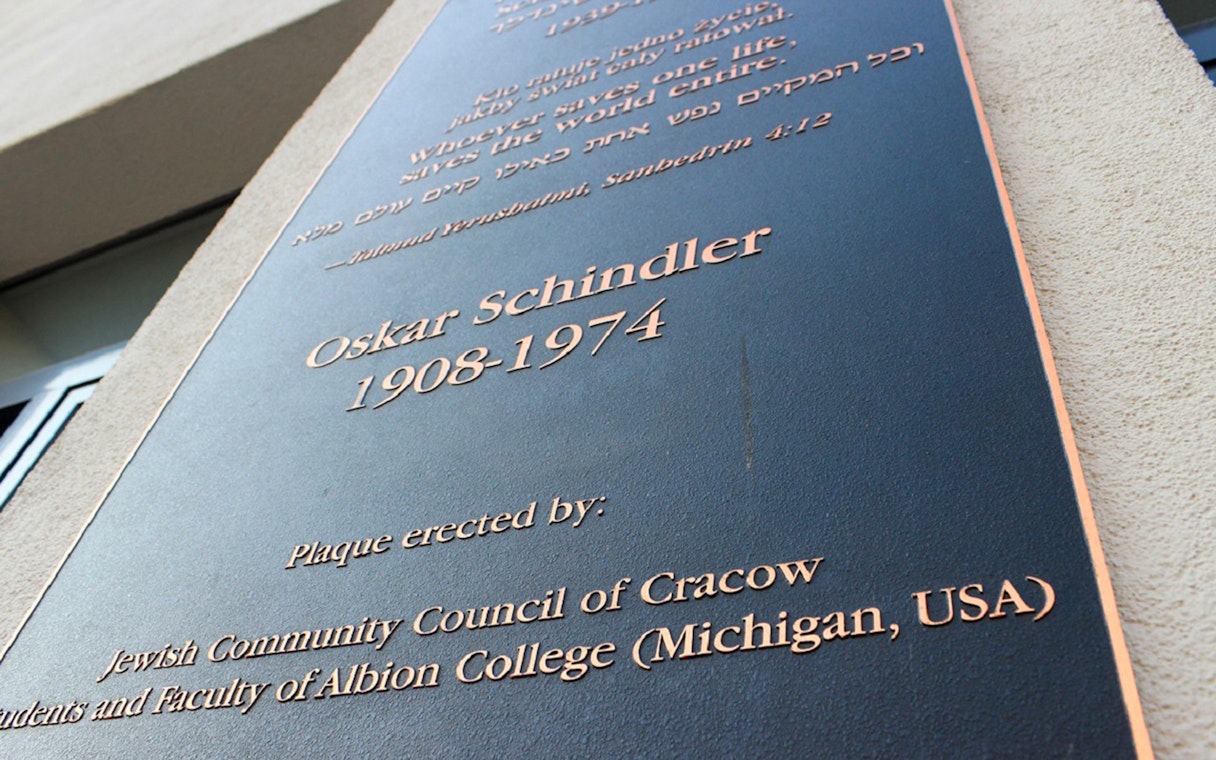 Kto ratuje jedno życie,
jakby świat cały ratował.
Whoever saves one life,
saves the world entire.
וכל המקיים נפש אחת כאילו קיים עולם מלא
—Talmud Yerushalmi, Sanhedrin 4:12
Oskar Schindler
1908-1974
Plaque erected by:
Jewish Community Council of Cracow
and Faculty of Albion College (Michigan, USA)